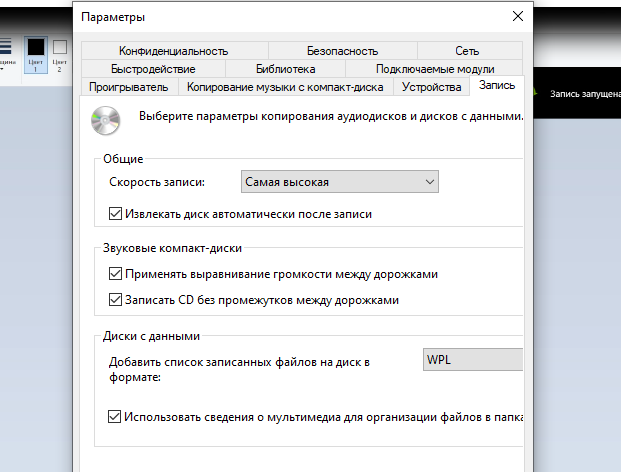 Параметры
Конфиденциальность Безопасность Сеть
Быстродействие Библиотека Подключаемые модули
Проигрыватель Копирование музыки с компакт-диска Устройства Запись
щина
Цвет 1
Цвет 2
Запись запущена
Выберите параметры копирования аудиодисков и дисков с данными.
Общие
Скорость записи: Самая высокая
Извлекать диск автоматически после записи
Звуковые компакт-диски
Применять выравнивание громкости между дорожками
Записать CD без промежутков между дорожками
Диски с данными
Добавить список записанных файлов на диск в
формате:
WPL
Использовать сведения о мультимедиа для организации файлов в папка